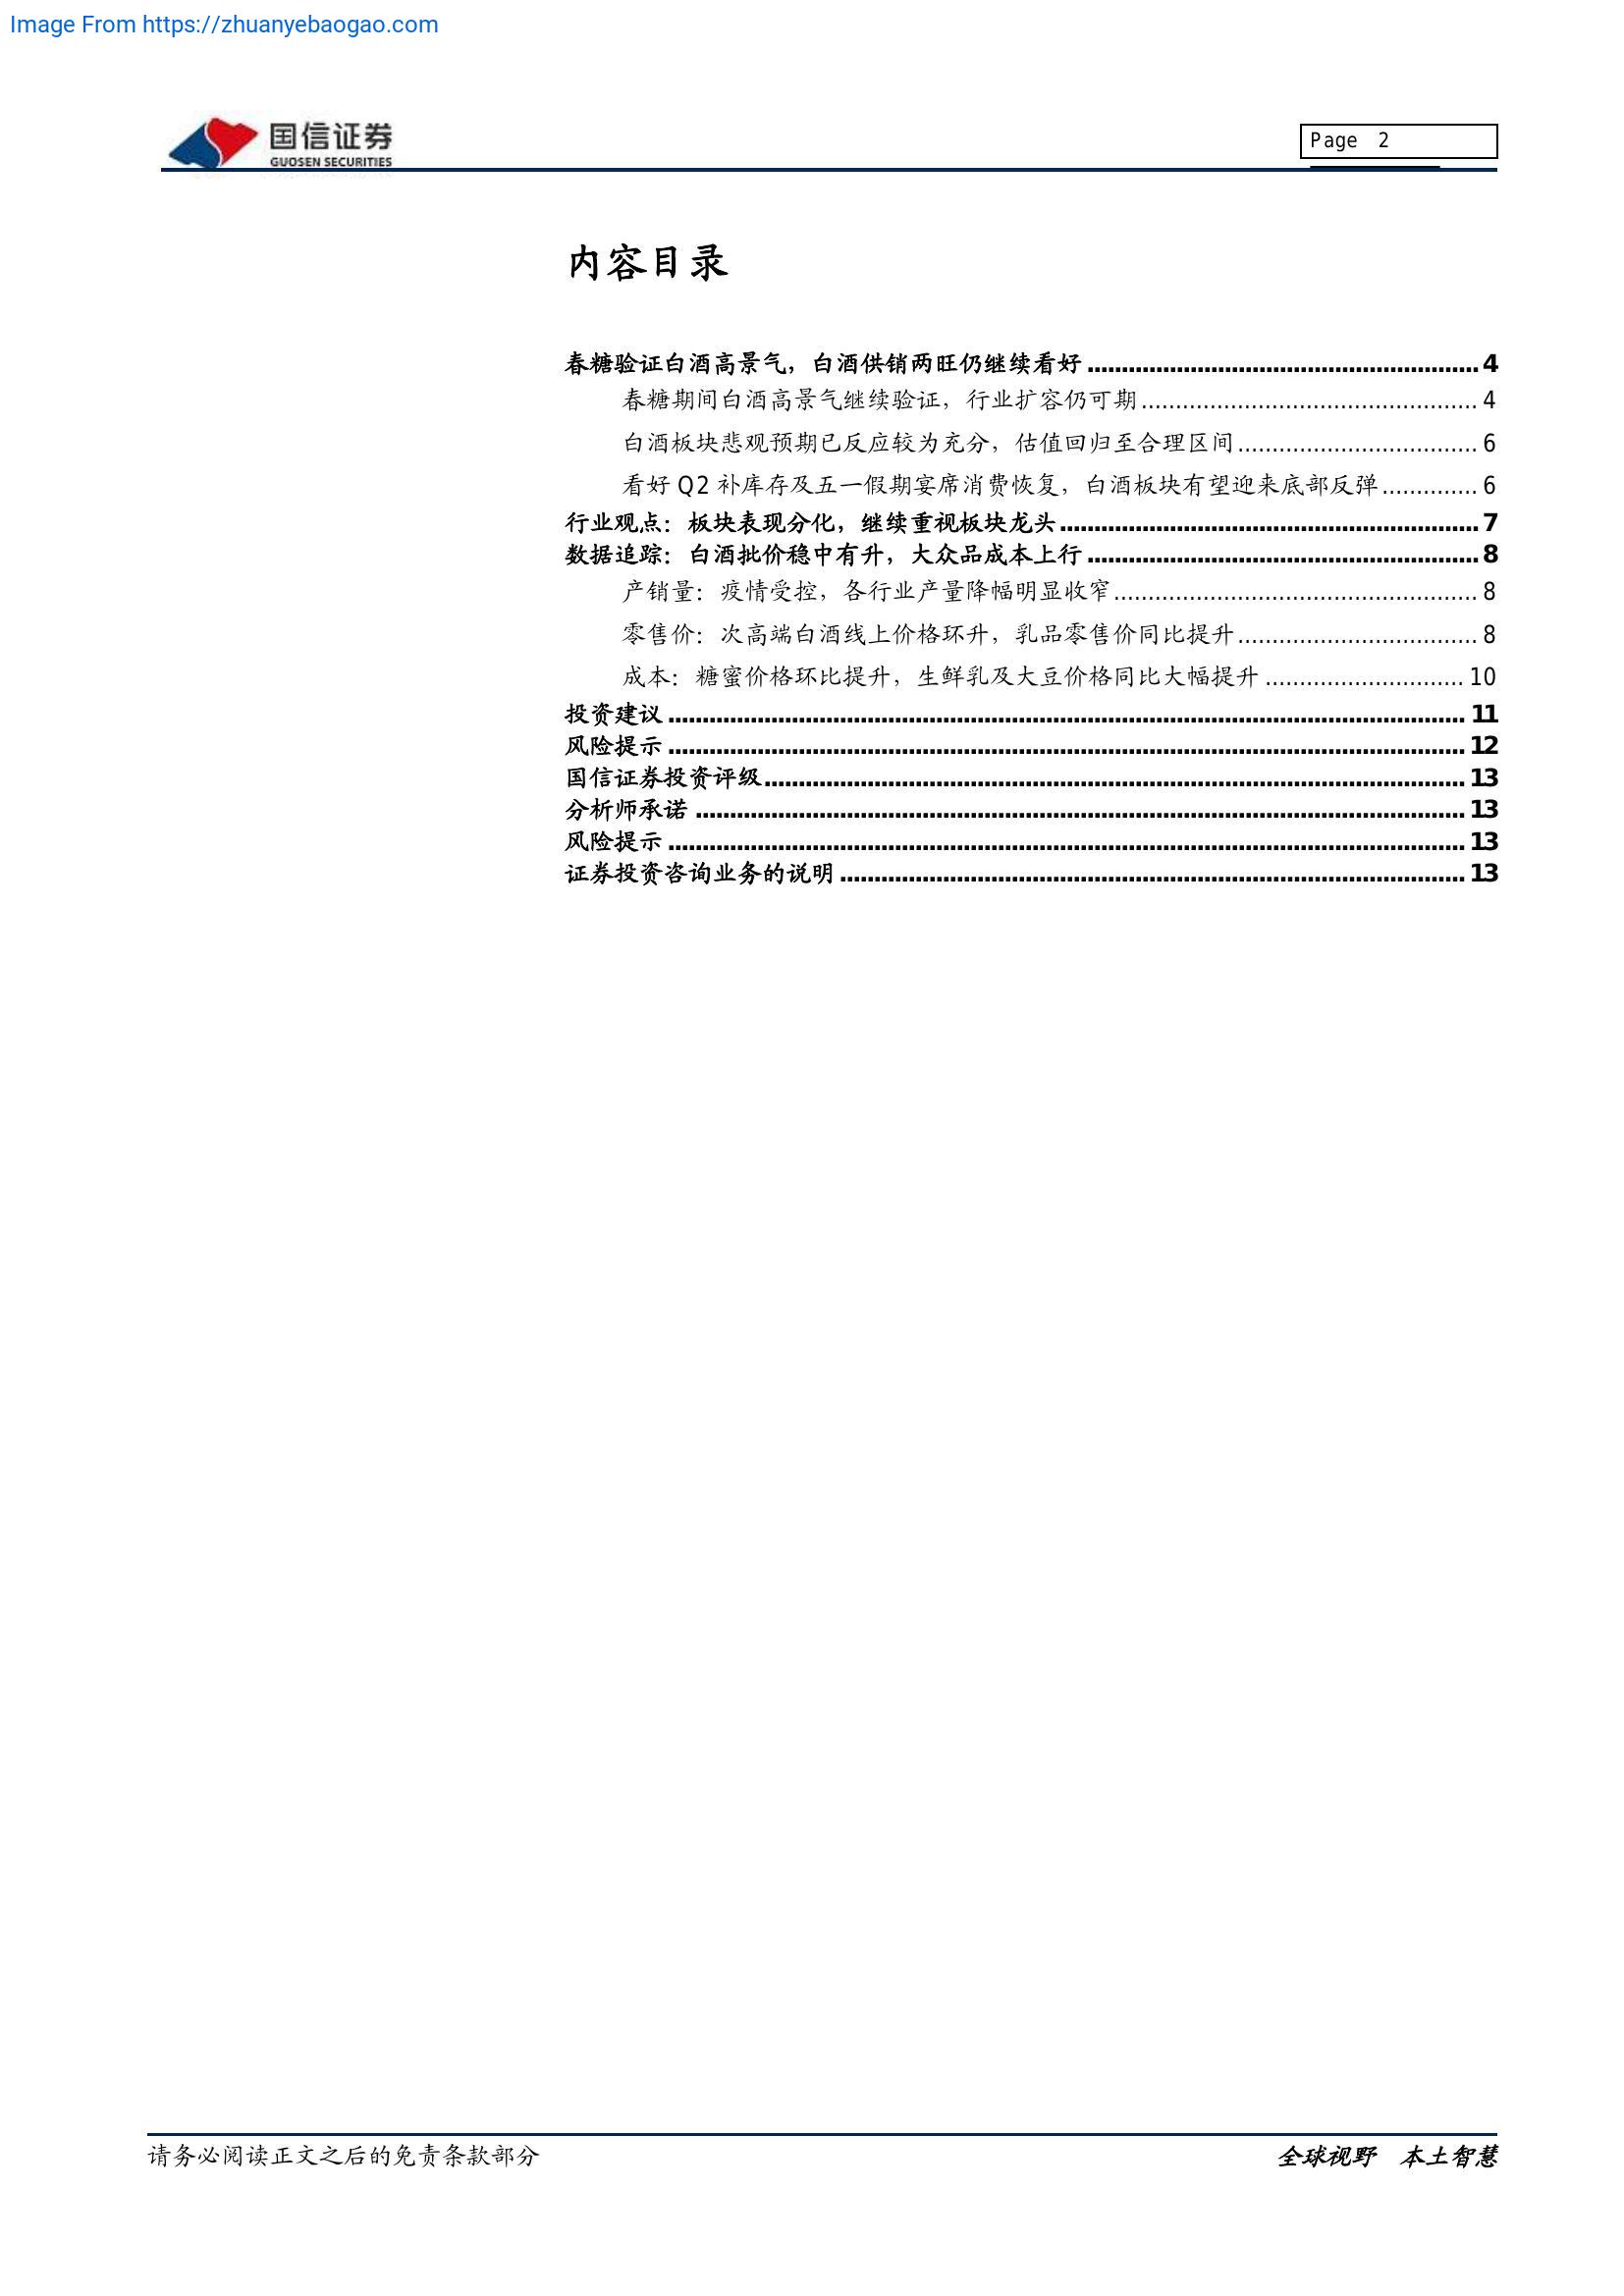 Image From https://zhuanyebaogao.com
国信证券
GUOSEN SECURITIES
Page 2
内容目录
春糖验证白酒高景气，白酒供销两旺仍继续看好 ........................................................ 4
春糖期间白酒高景气继续验证，行业扩容仍可期 ................................................ 4
白酒板块悲观预期已反应较为充分，估值回归至合理区间 .................................. 6
看好 Q2 补库存及五一假期宴席消费恢复，白酒板块有望迎来底部反弹 .............. 6
行业观点：板块表现分化，继续重视板块龙头 ............................................................ 7
数据追踪：白酒批价稳中有升，大众品成本上行 ........................................................ 8
产销量：疫情受控，各行业产量降幅明显收窄 .................................................... 8
零售价：次高端白酒线上价格环升，乳品零售价同比提升 .................................. 8
成本：糖蜜价格环比提升，生鲜乳及大豆价格同比大幅提升 ............................ 10
投资建议 .................................................................................................................. 11
风险提示 .................................................................................................................. 12
国信证券投资评级 .................................................................................................... 13
分析师承诺 .............................................................................................................. 13
风险提示 .................................................................................................................. 13
证券投资咨询业务的说明 ......................................................................................... 13
请务必阅读正文之后的免责条款部分
全球视野 本土智慧